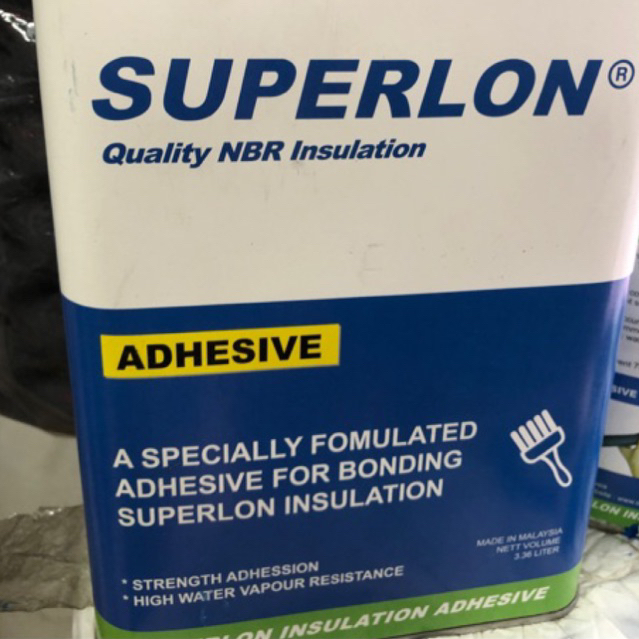 SUPERLON®
Quality NBR Insulation
ADHESIVE
A SPECIALLY FOMULATED
ADHESIVE FOR BONDING
SUPERLON INSULATION
MADE IN MALAYSIA
NETT VOLUME
3.36 LITER
* STRENGTH ADHESSION
* HIGH WATER VAPOUR RESISTANCE
INSULATION ADHESIVE